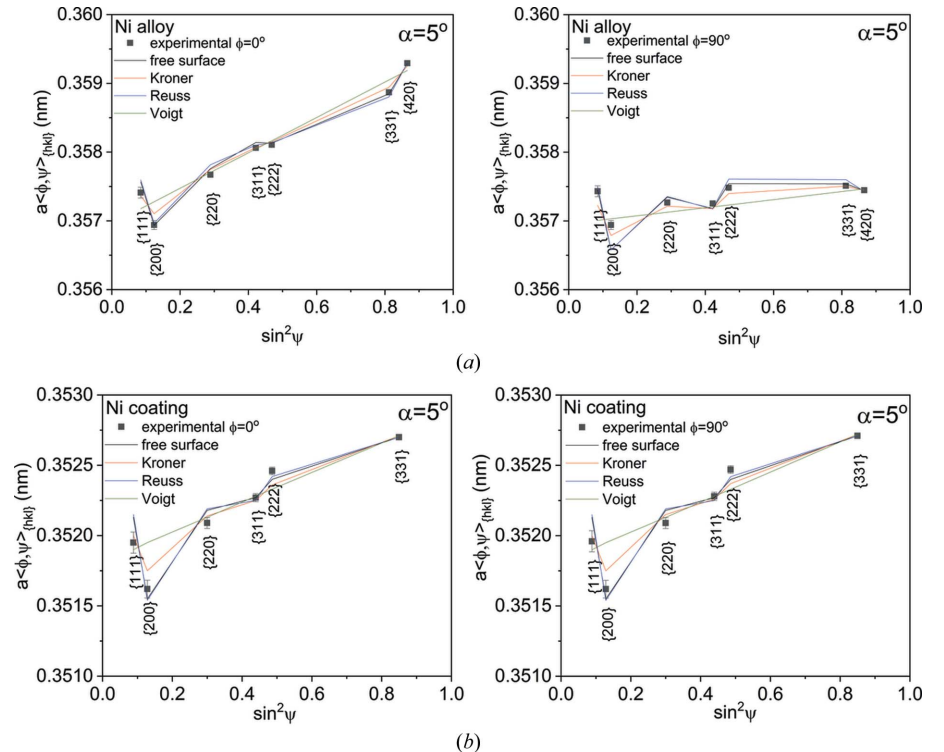 Ni alloy
α=5°
experimental ϕ=0°
free surface
Kroner
Reuss
Voigt
0.360
0.359
0.358
0.357
0.356
a<ϕ,ψ>{hkl} (nm)
{111}
{200}
{220}
{311}
{222}
{331}
{420}
0.0 0.2 0.4 0.6 0.8 1.0
sin²ψ
Ni alloy
α=5°
experimental ϕ=90°
free surface
Kroner
Reuss
Voigt
0.360
0.359
0.358
0.357
0.356
a<ϕ,ψ>{hkl} (nm)
{111}
{200}
{220}
{311}
{222}
{331}
{420}
0.0 0.2 0.4 0.6 0.8 1.0
sin²ψ
(a)
Ni coating
α=5°
experimental ϕ=0°
free surface
Kroner
Reuss
Voigt
0.3530
0.3525
0.3520
0.3515
0.3510
a<ϕ,ψ>{hkl} (nm)
{111}
{200}
{220}
{311}
{222}
{331}
0.0 0.2 0.4 0.6 0.8 1.0
sin²ψ
Ni coating
α=5°
experimental ϕ=90°
free surface
Kroner
Reuss
Voigt
0.3530
0.3525
0.3520
0.3515
0.3510
a<ϕ,ψ>{hkl} (nm)
{111}
{200}
{220}
{311}
{222}
{331}
0.0 0.2 0.4 0.6 0.8 1.0
sin²ψ
(b)